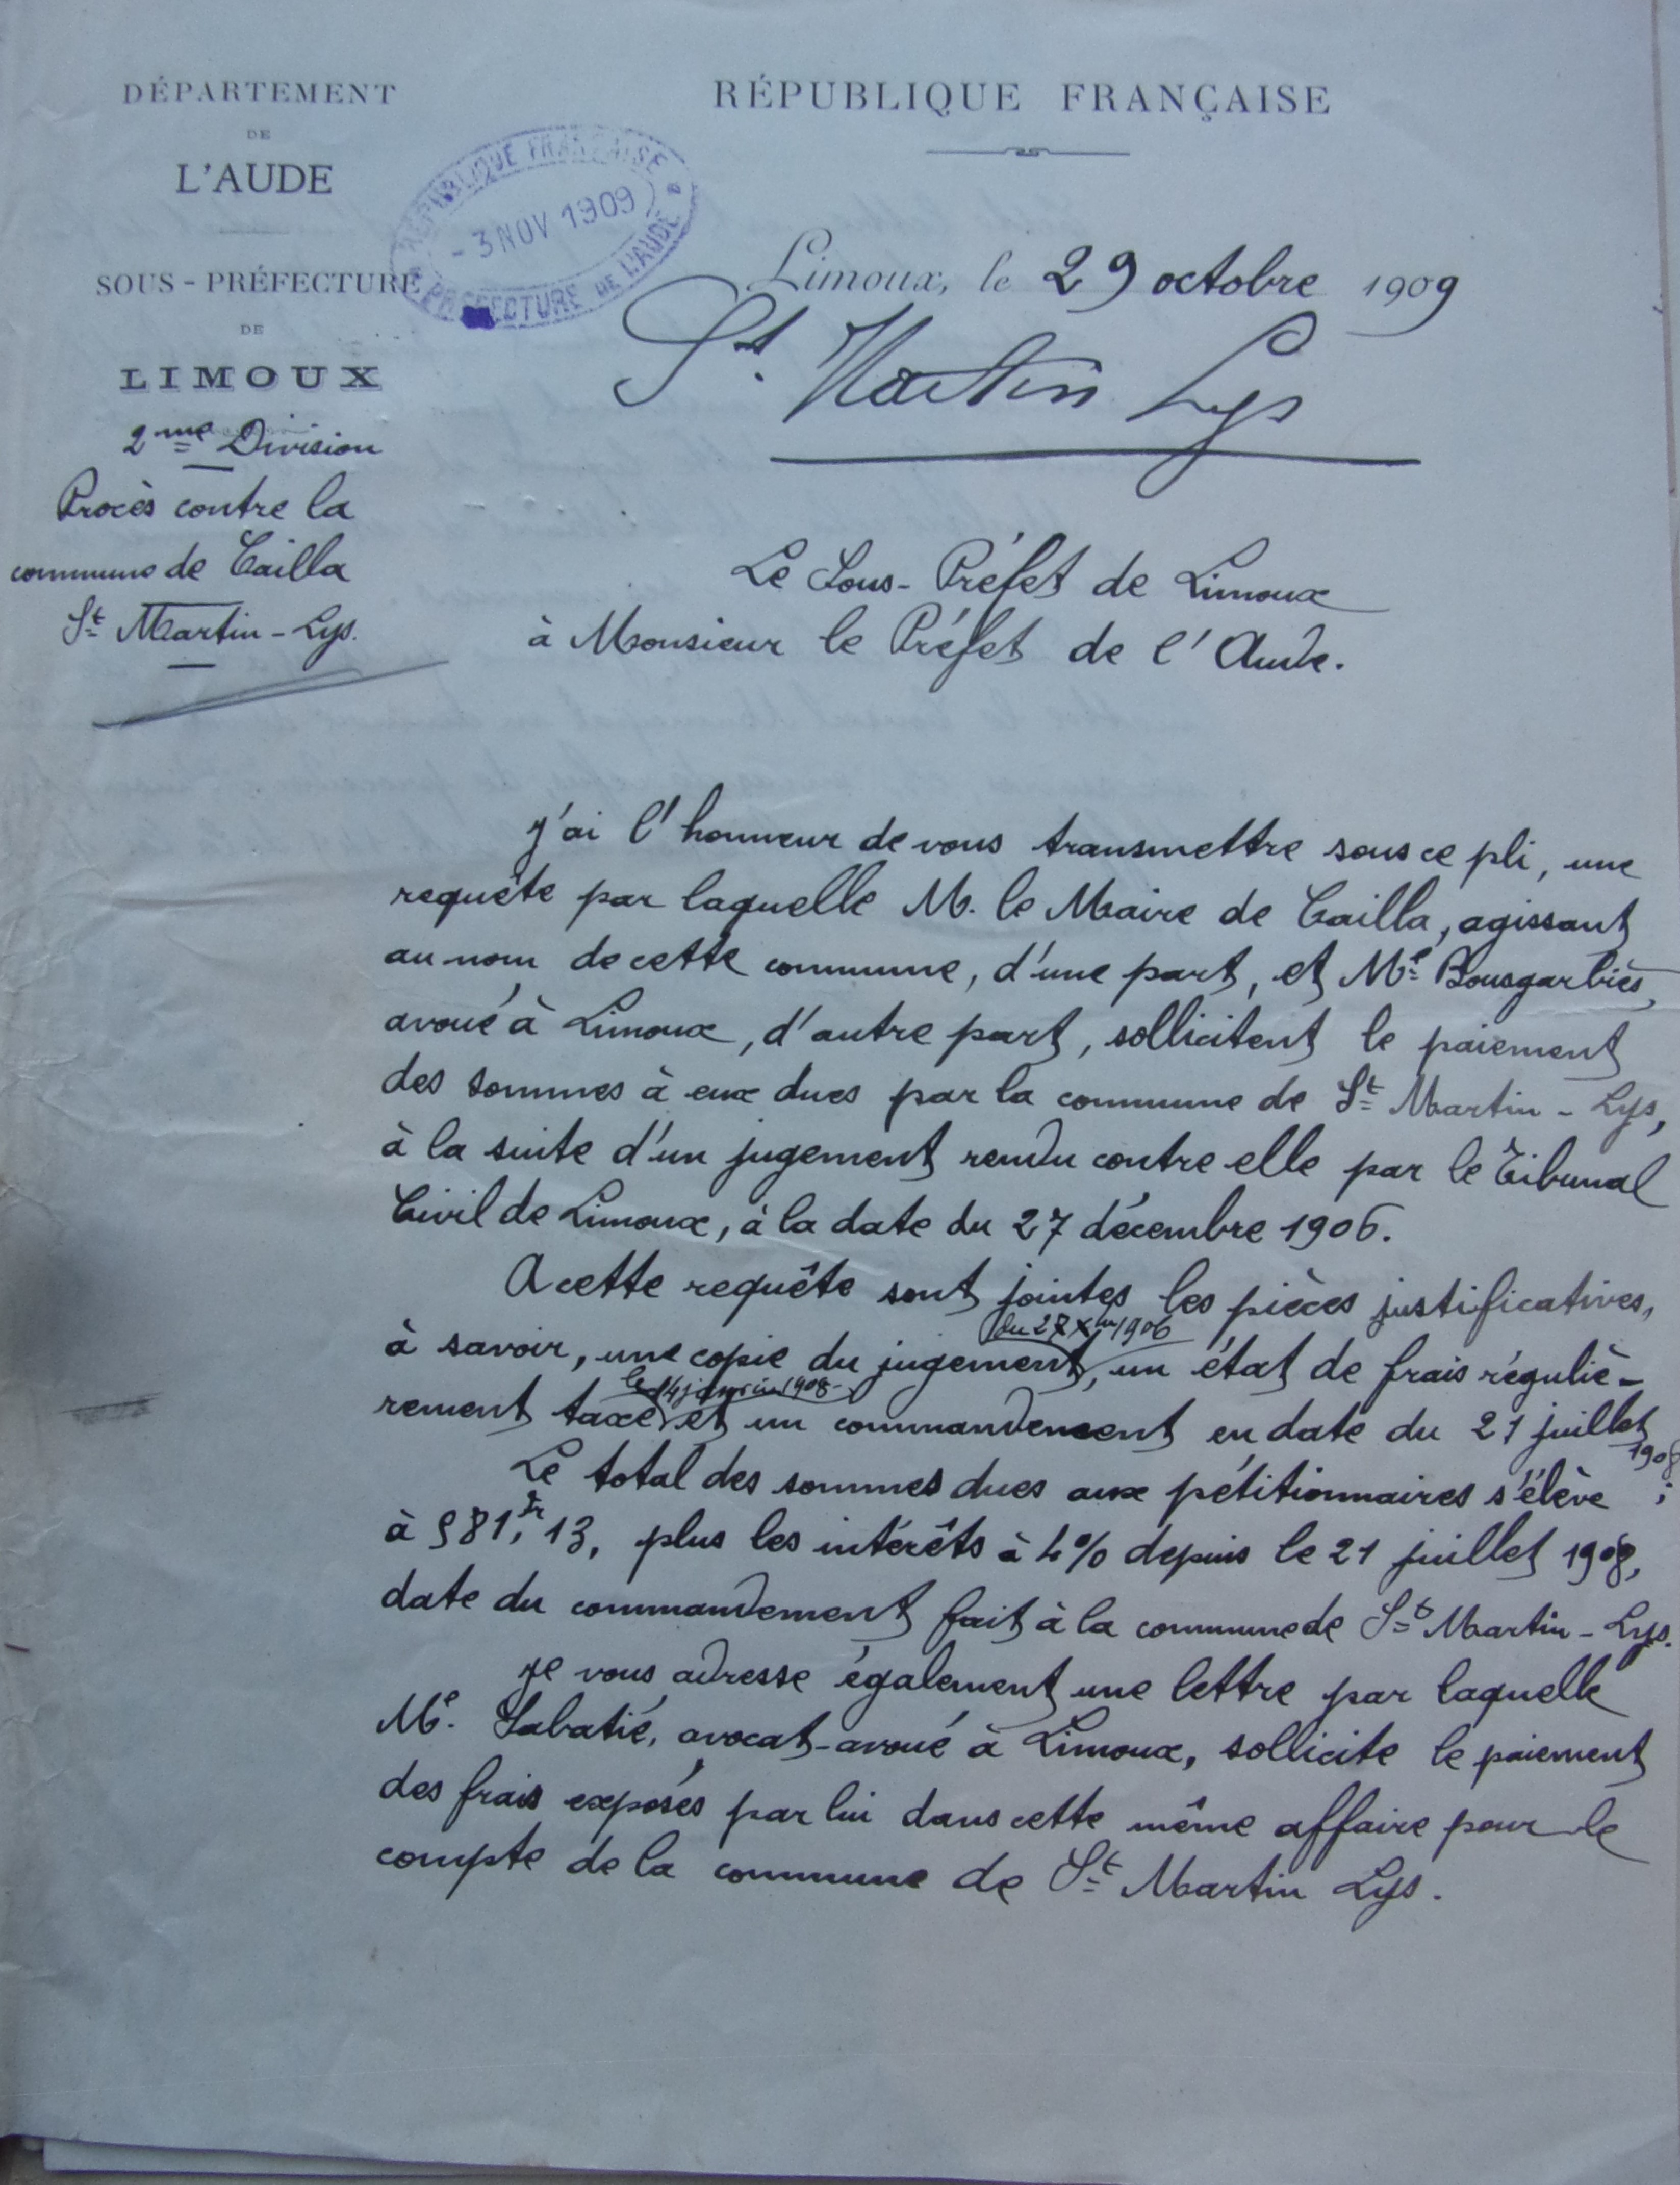 DÉPARTEMENT
DE
L'AUDE
SOUS-PRÉFECTURE
DE
LIMOUX
2me Division
Procès contre la
commune de Cailla
St Martin-Lys.
RÉPUBLIQUE FRANÇAISE
RÉPUBLIQUE FRANÇAISE
- 3 NOV 1909
PRÉFECTURE DE L'AUDE
Limoux, le 29 octobre 1909
St. Martin Lys
Le Sous-Préfet de Limoux
à Monsieur le Préfet de l'Aude.
J'ai l'honneur de vous transmettre sous ce pli, une
requête par laquelle M. le Maire de Cailla, agissant
au nom de cette commune, d'une part, et Me Bousgarbiès,
avoué à Limoux, d'autre part, sollicitent le paiement
des sommes à eux dues par la commune de St Martin-Lys,
à la suite d'un jugement rendu contre elle par le Tribunal
Civil de Limoux, à la date du 27 décembre 1906.
A cette requête sont jointes les pièces justificatives,
du 27 Xbre 1906
à savoir, une copie du jugement, un état de frais réguliè-
le 14 janvier 1908
rement taxé et un commandement en date du 21 juillet
1908;
Le total des sommes dues aux pétitionnaires s'élève
à 981,fr 13, plus les intérêts à 4% depuis le 21 juillet 1908,
date du commandement fait à la commune de St Martin-Lys.
Je vous adresse également une lettre par laquelle
Me. Sabatié, avocat-avoué à Limoux, sollicite le paiement
des frais exposés par lui dans cette même affaire pour le
compte de la commune de St Martin Lys.